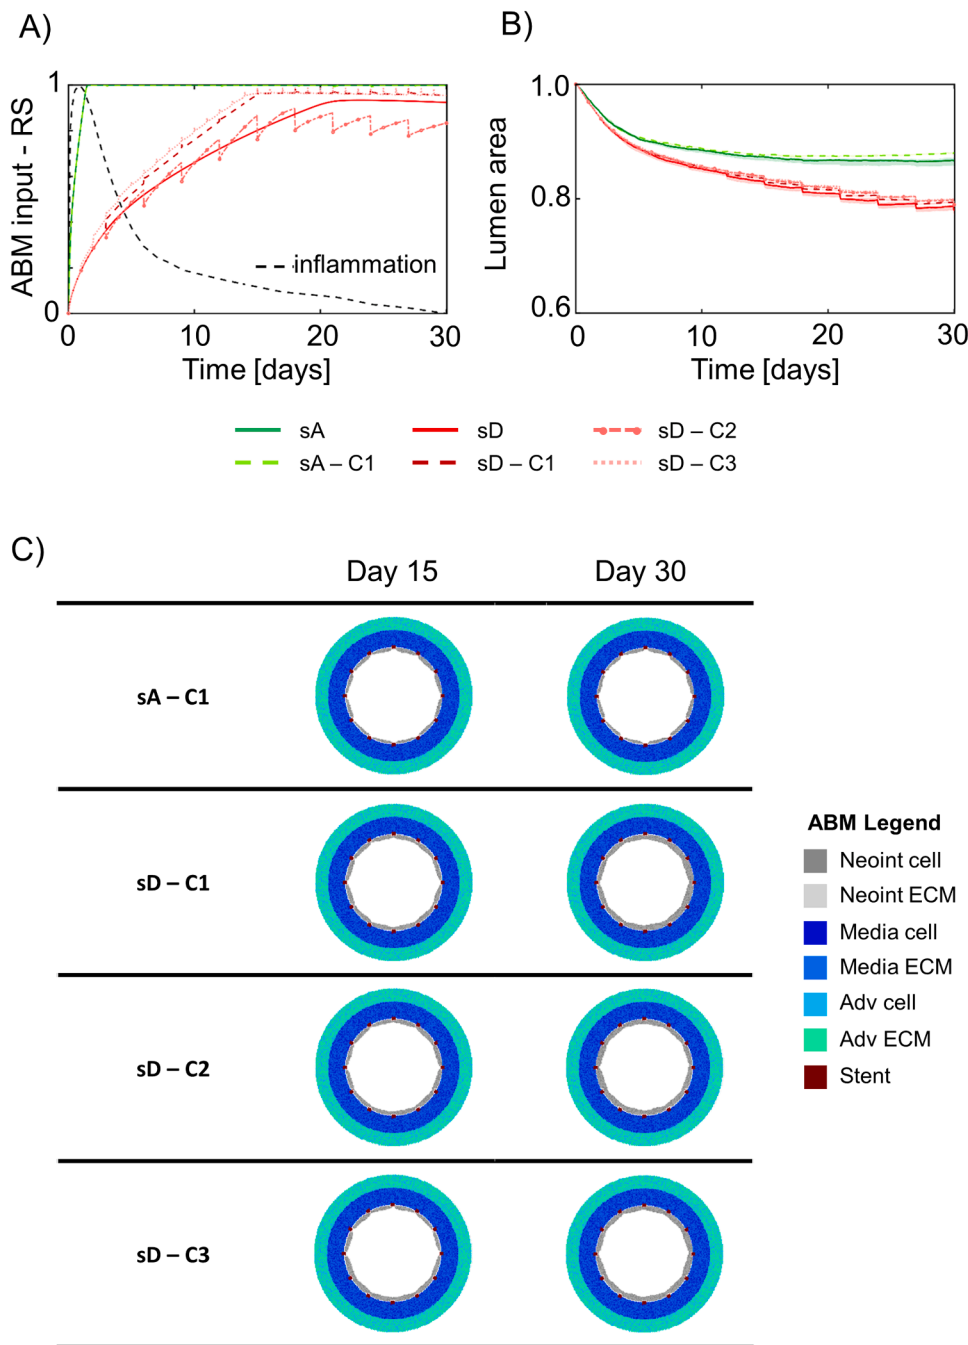 A)
B)
ABM input - RS
1
0
inflammation
0
10
20
30
Time [days]
Lumen area
1.0
0.8
0.6
0
10
20
30
Time [days]
sA
sD
sD – C2
sA – C1
sD – C1
sD – C3
C)
Day 15
Day 30
sA – C1
sD – C1
sD – C2
sD – C3
ABM Legend
Neoint cell
Neoint ECM
Media cell
Media ECM
Adv cell
Adv ECM
Stent